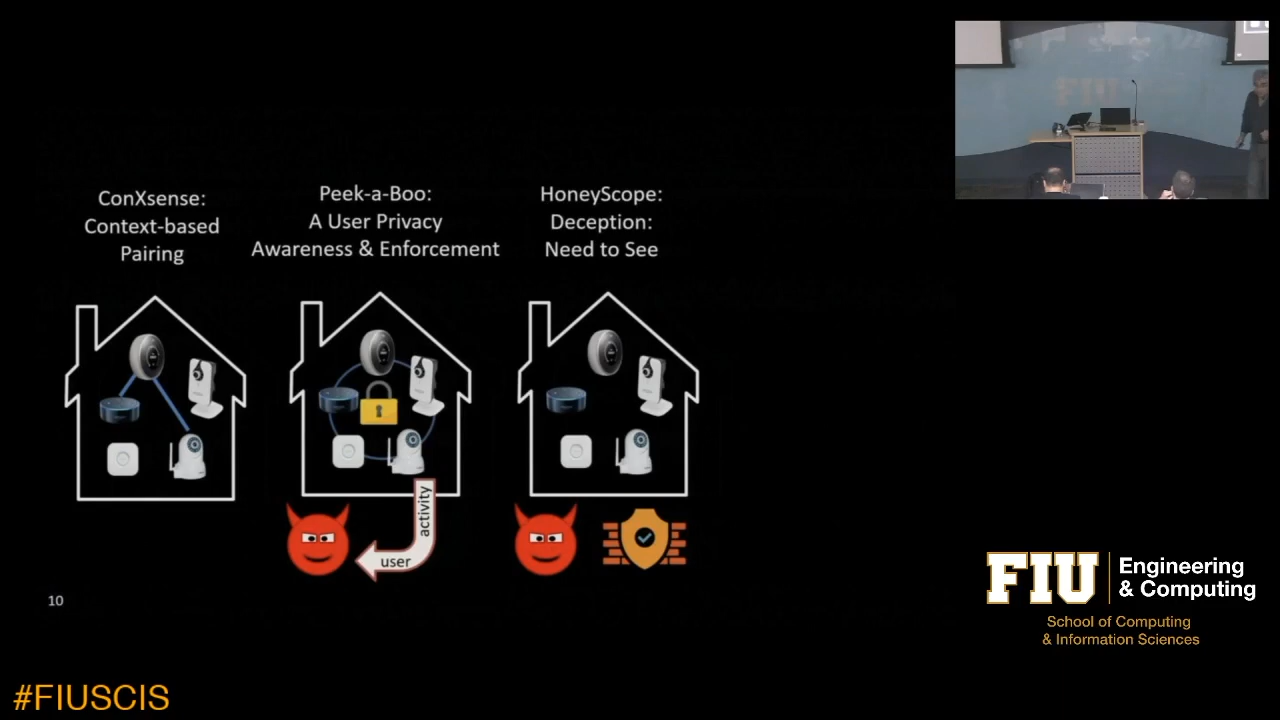 ConXsense:
Context-based
Pairing
Peek-a-Boo:
A User Privacy
Awareness & Enforcement
HoneyScope:
Deception:
Need to See
activity
user
10
FIU
Engineering
& Computing
School of Computing
& Information Sciences
#FIUSCIS
FIU